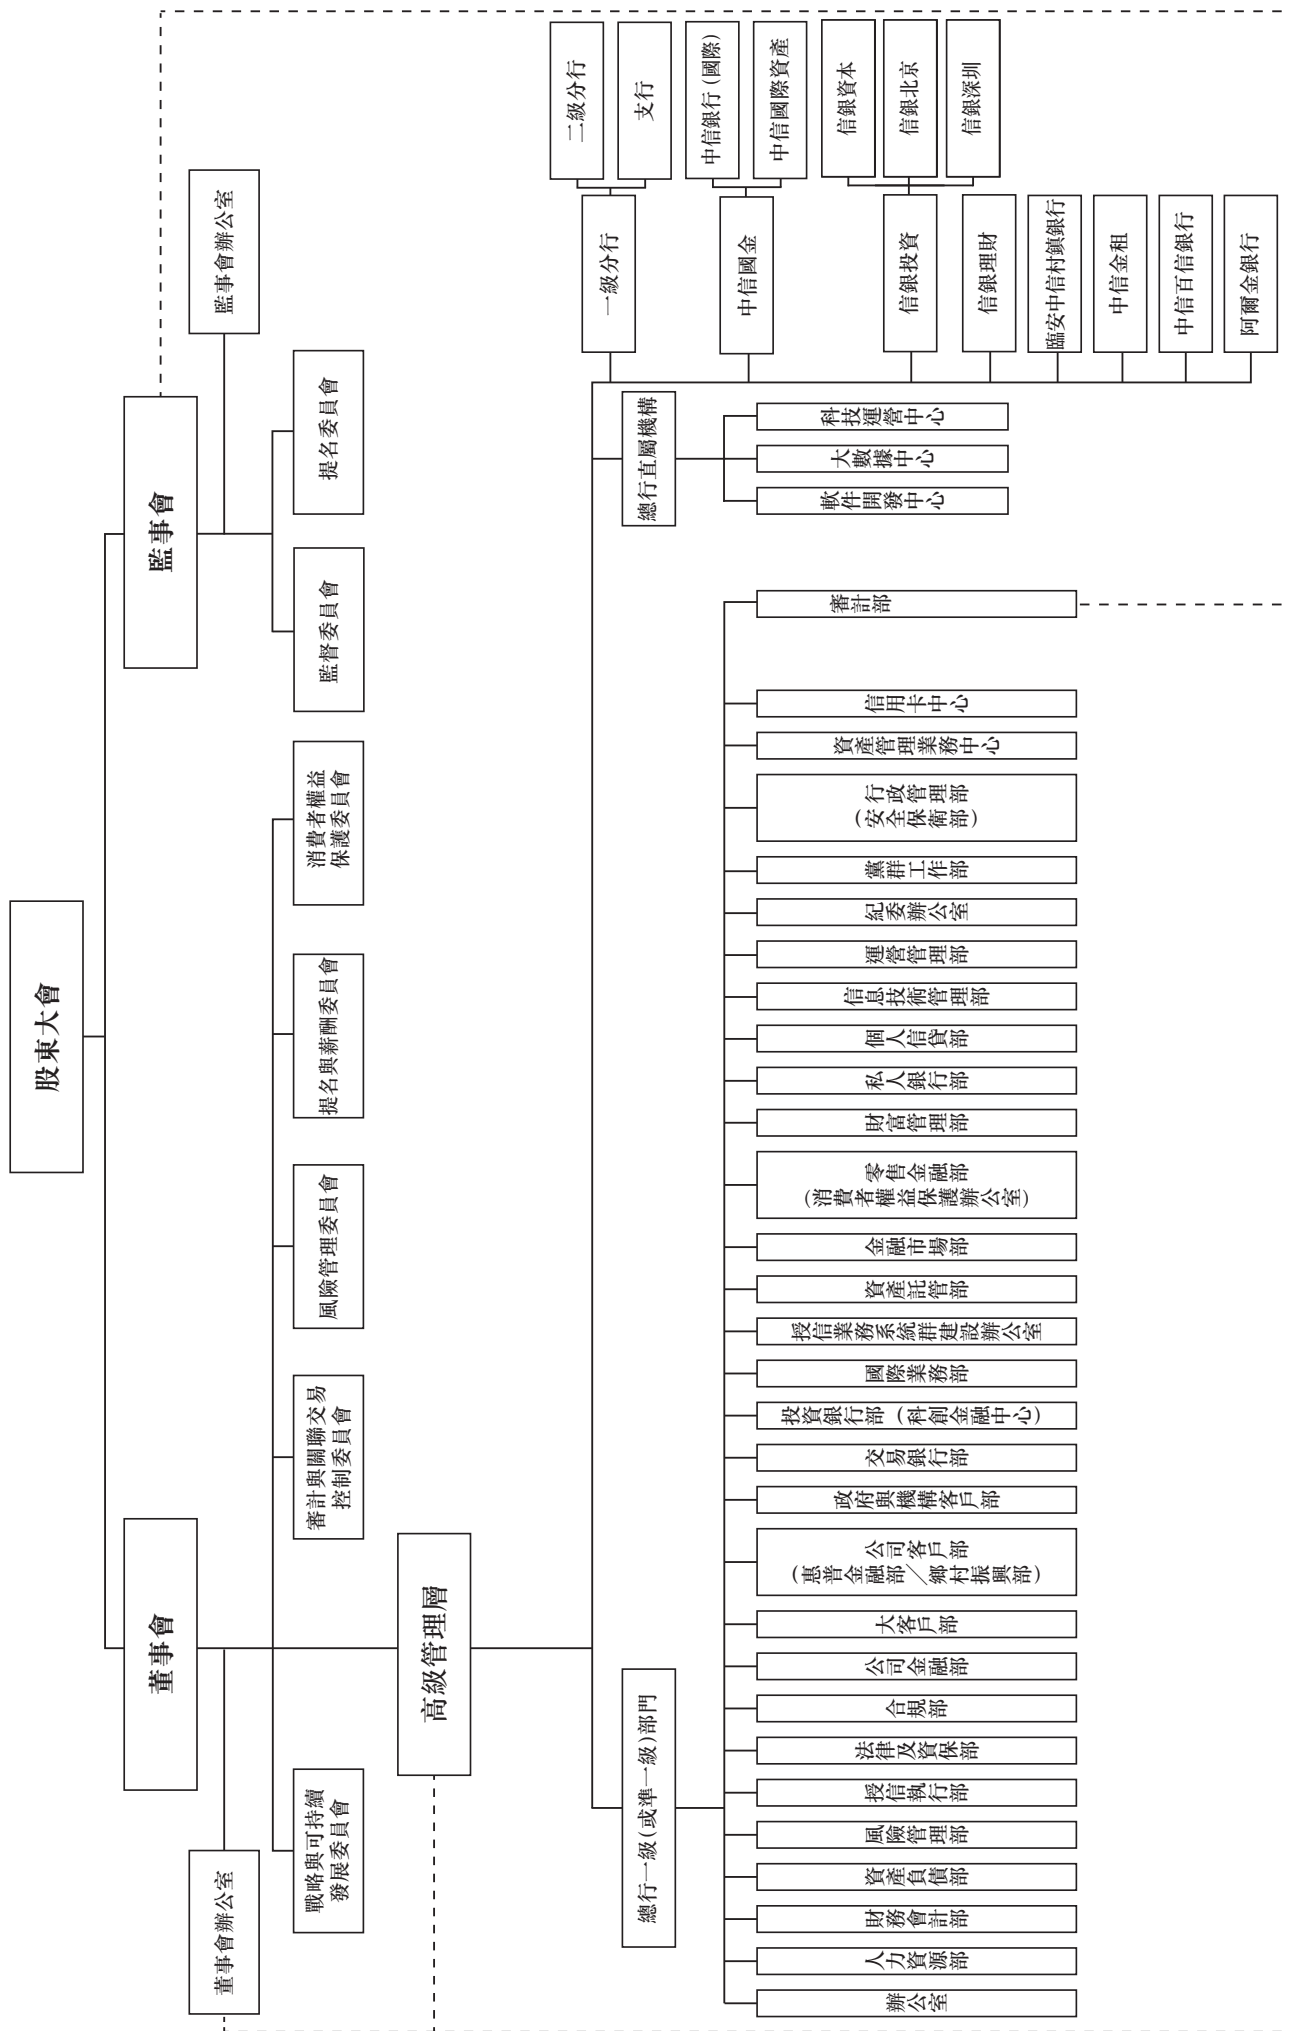 股東大會
董事會
監事會
董事會辦公室
監事會辦公室
戰略與可持續
發展委員會
審計與關聯交易
控制委員會
風險管理委員會
提名與薪酬委員會
消費者權益
保護委員會
監督委員會
提名委員會
高級管理層
總行一級(或準一級)部門
總行直屬機構
一級分行
中信國金
信銀投資
信銀理財
臨安中信村鎮銀行
中信金租
中信百信銀行
阿爾金銀行
二級分行
支行
中信銀行(國際)
中信國際資產
信銀資本
信銀北京
信銀深圳
辦公室
人力資源部
財務會計部
資產負債部
風險管理部
授信執行部
法律及資保部
合規部
公司金融部
大客戶部
公司客戶部
(惠普金融部／鄉村振興部)
政府與機構客戶部
交易銀行部
投資銀行部(科創金融中心)
國際業務部
授信業務系統群建設辦公室
資產託管部
金融市場部
零售金融部
(消費者權益保護辦公室)
財富管理部
私人銀行部
個人信貸部
信息技術管理部
運營管理部
紀委辦公室
黨群工作部
行政管理部
(安全保衛部)
資產管理業務中心
信用卡中心
審計部
軟件開發中心
大數據中心
科技運營中心